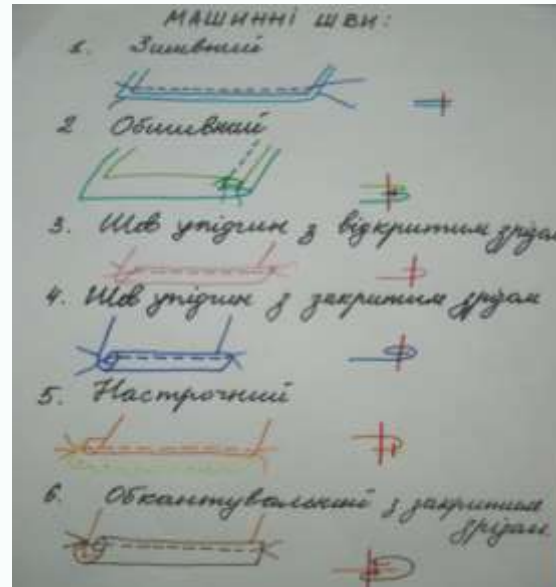 МАШИННІ ШВИ:
1. Зшивний
2 Обшивний
3. Шов упідгин з відкритим зрізом
4. Шов упідгин з закритим зрізом
5. Настрочний
6. Обкантувальний з закритим
зрізом